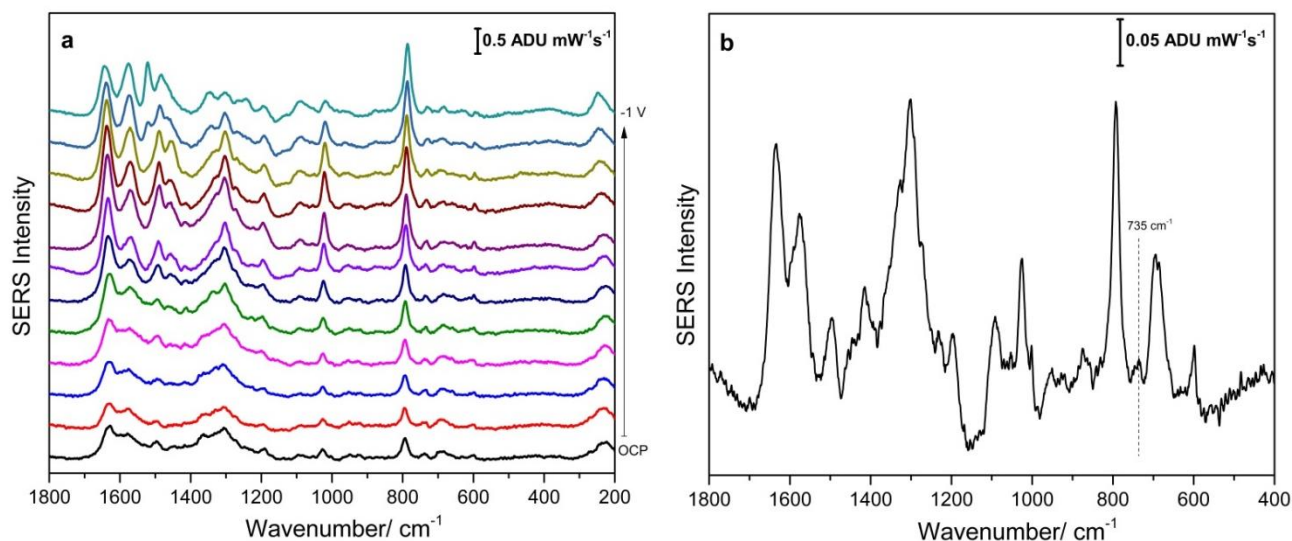 a
0.5 ADU mW⁻¹s⁻¹
-1 V
OCP
SERS Intensity
1800 1600 1400 1200 1000 800 600 400 200
Wavenumber/ cm⁻¹
b
0.05 ADU mW⁻¹s⁻¹
735 cm⁻¹
SERS Intensity
1800 1600 1400 1200 1000 800 600 400
Wavenumber/ cm⁻¹